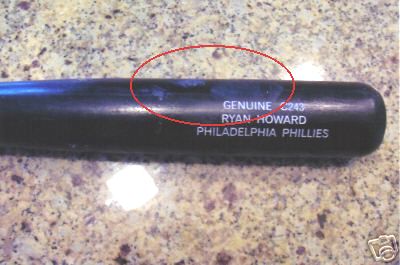 GENUINE C243
RYAN HOWARD
PHILADELPHIA PHILLIES